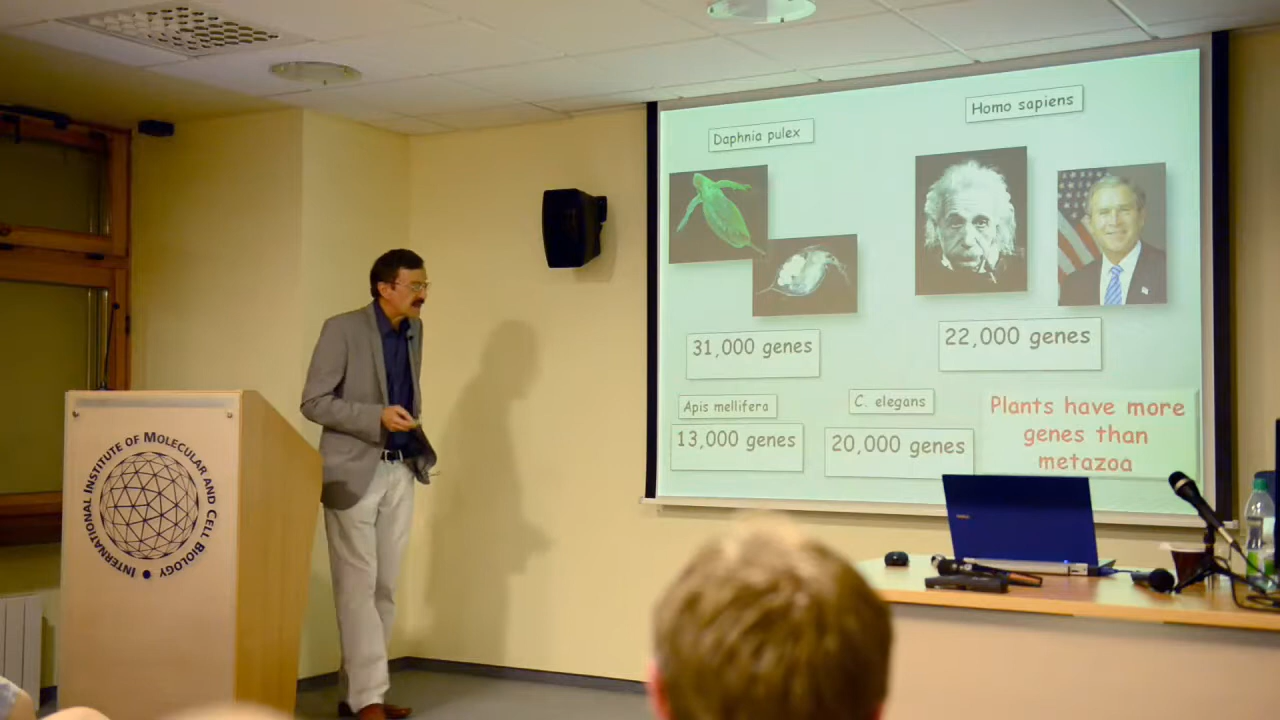 Homo sapiens
Daphnia pulex
31,000 genes
22,000 genes
Apis mellifera
C. elegans
13,000 genes
20,000 genes
Plants have more
genes than
metazoa
INTERNATIONAL INSTITUTE OF MOLECULAR AND CELL BIOLOGY